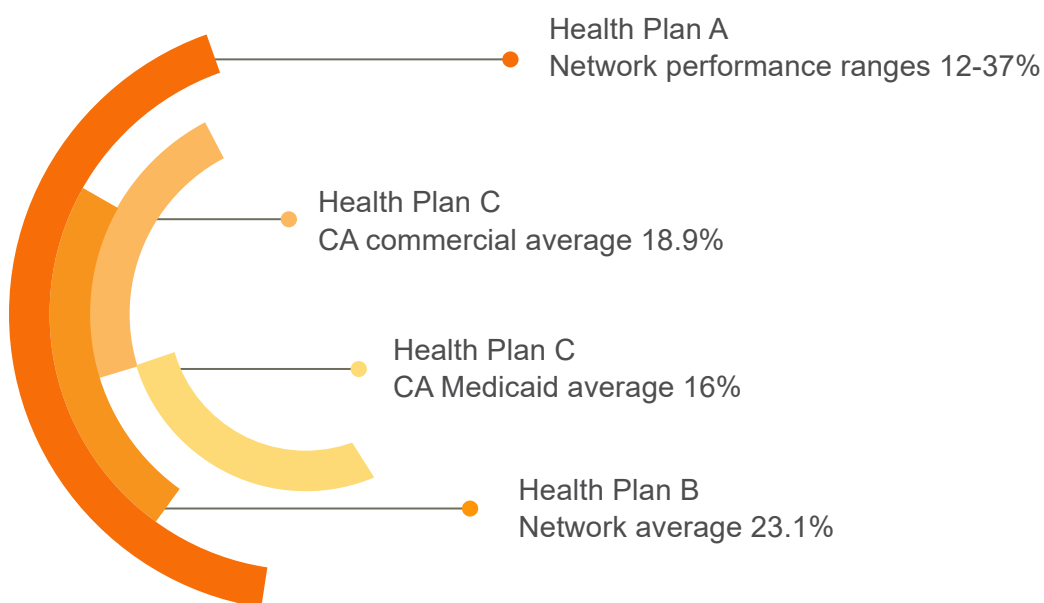 Health Plan A
Network performance ranges 12-37%
Health Plan C
CA commercial average 18.9%
Health Plan C
CA Medicaid average 16%
Health Plan B
Network average 23.1%